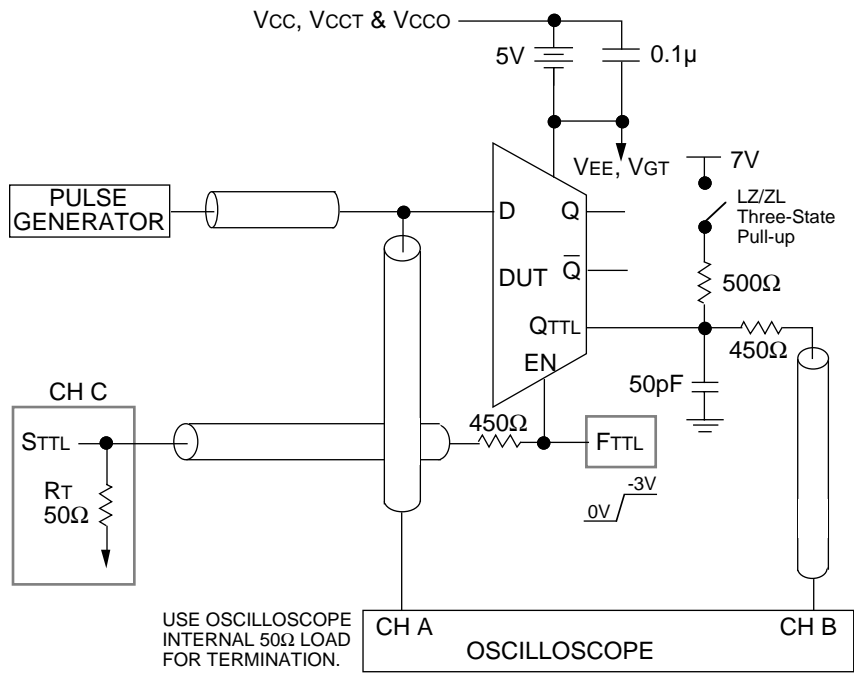 VCC, VCCT & VCCO
5V
0.1µ
VEE, VGT
7V
LZ/ZL
Three-State
Pull-up
PULSE
GENERATOR
D
Q
DUT
Q̅
500Ω
QTTL
EN
450Ω
50pF
CH C
450Ω
STTL
FTTL
RT
50Ω
-3V
0V
USE OSCILLOSCOPE
INTERNAL 50Ω LOAD
FOR TERMINATION.
CH A
CH B
OSCILLOSCOPE